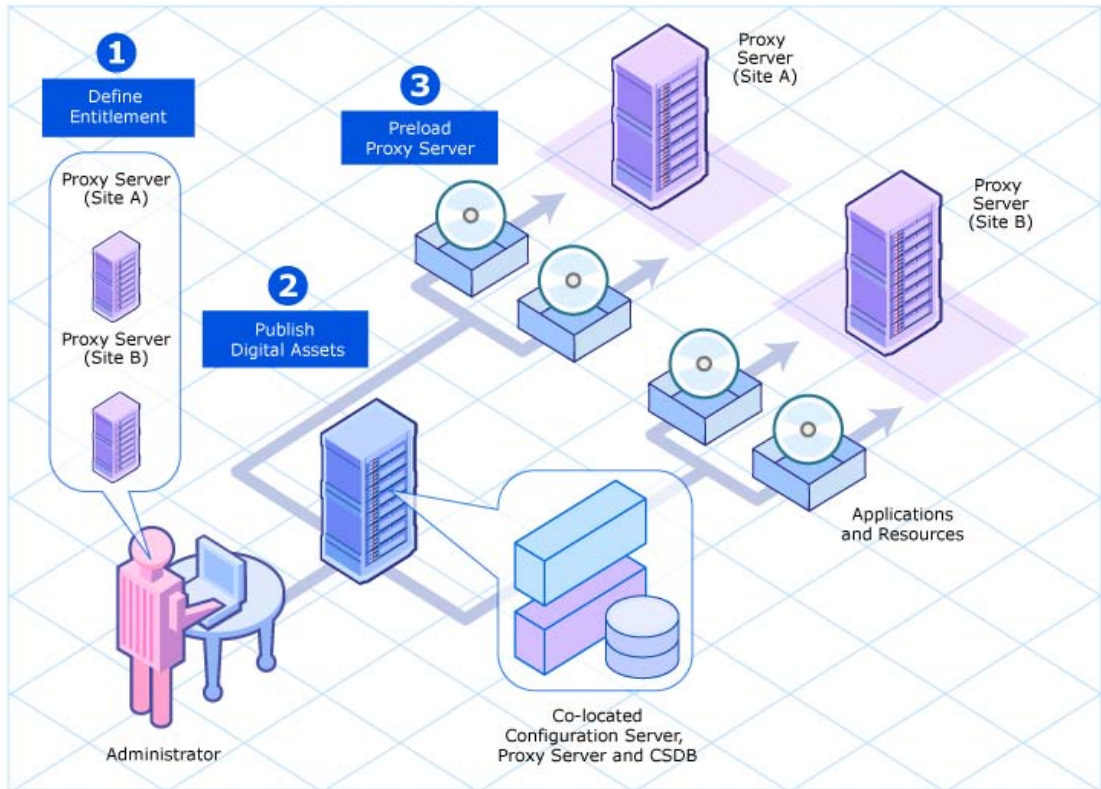 1
Define
Entitlement
Proxy Server
(Site A)
Proxy Server
(Site B)
2
Publish
Digital Assets
3
Preload
Proxy Server
Proxy
Server
(Site A)
Proxy
Server
(Site B)
Applications
and Resources
Co-located
Configuration Server,
Proxy Server and CSDB
Administrator